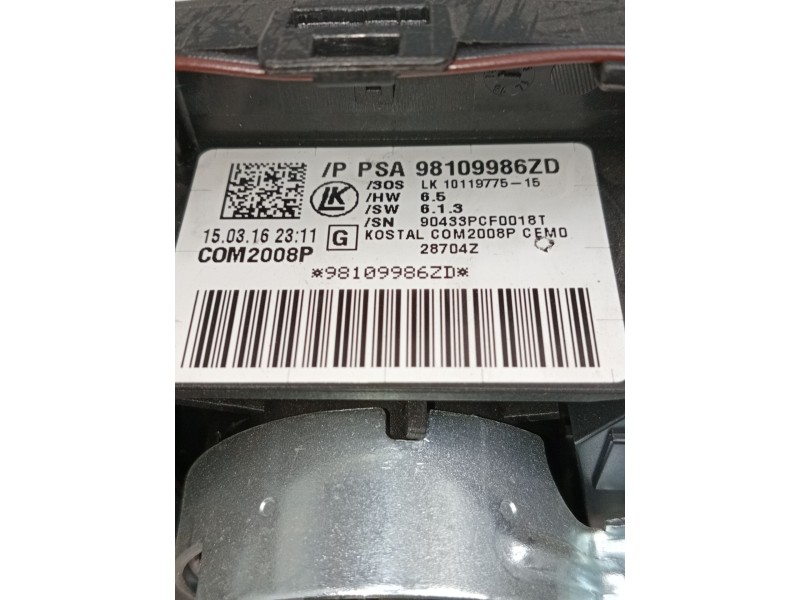 /P PSA 98109986ZD
/3OS LK 10119775-15
LK
/HW 6.5
/SW 6.1.3
/SN 90433PCF0018T
15.03.16 23:11 G KOSTAL COM2008P CEM0
COM2008P 28704Z
*98109986ZD*